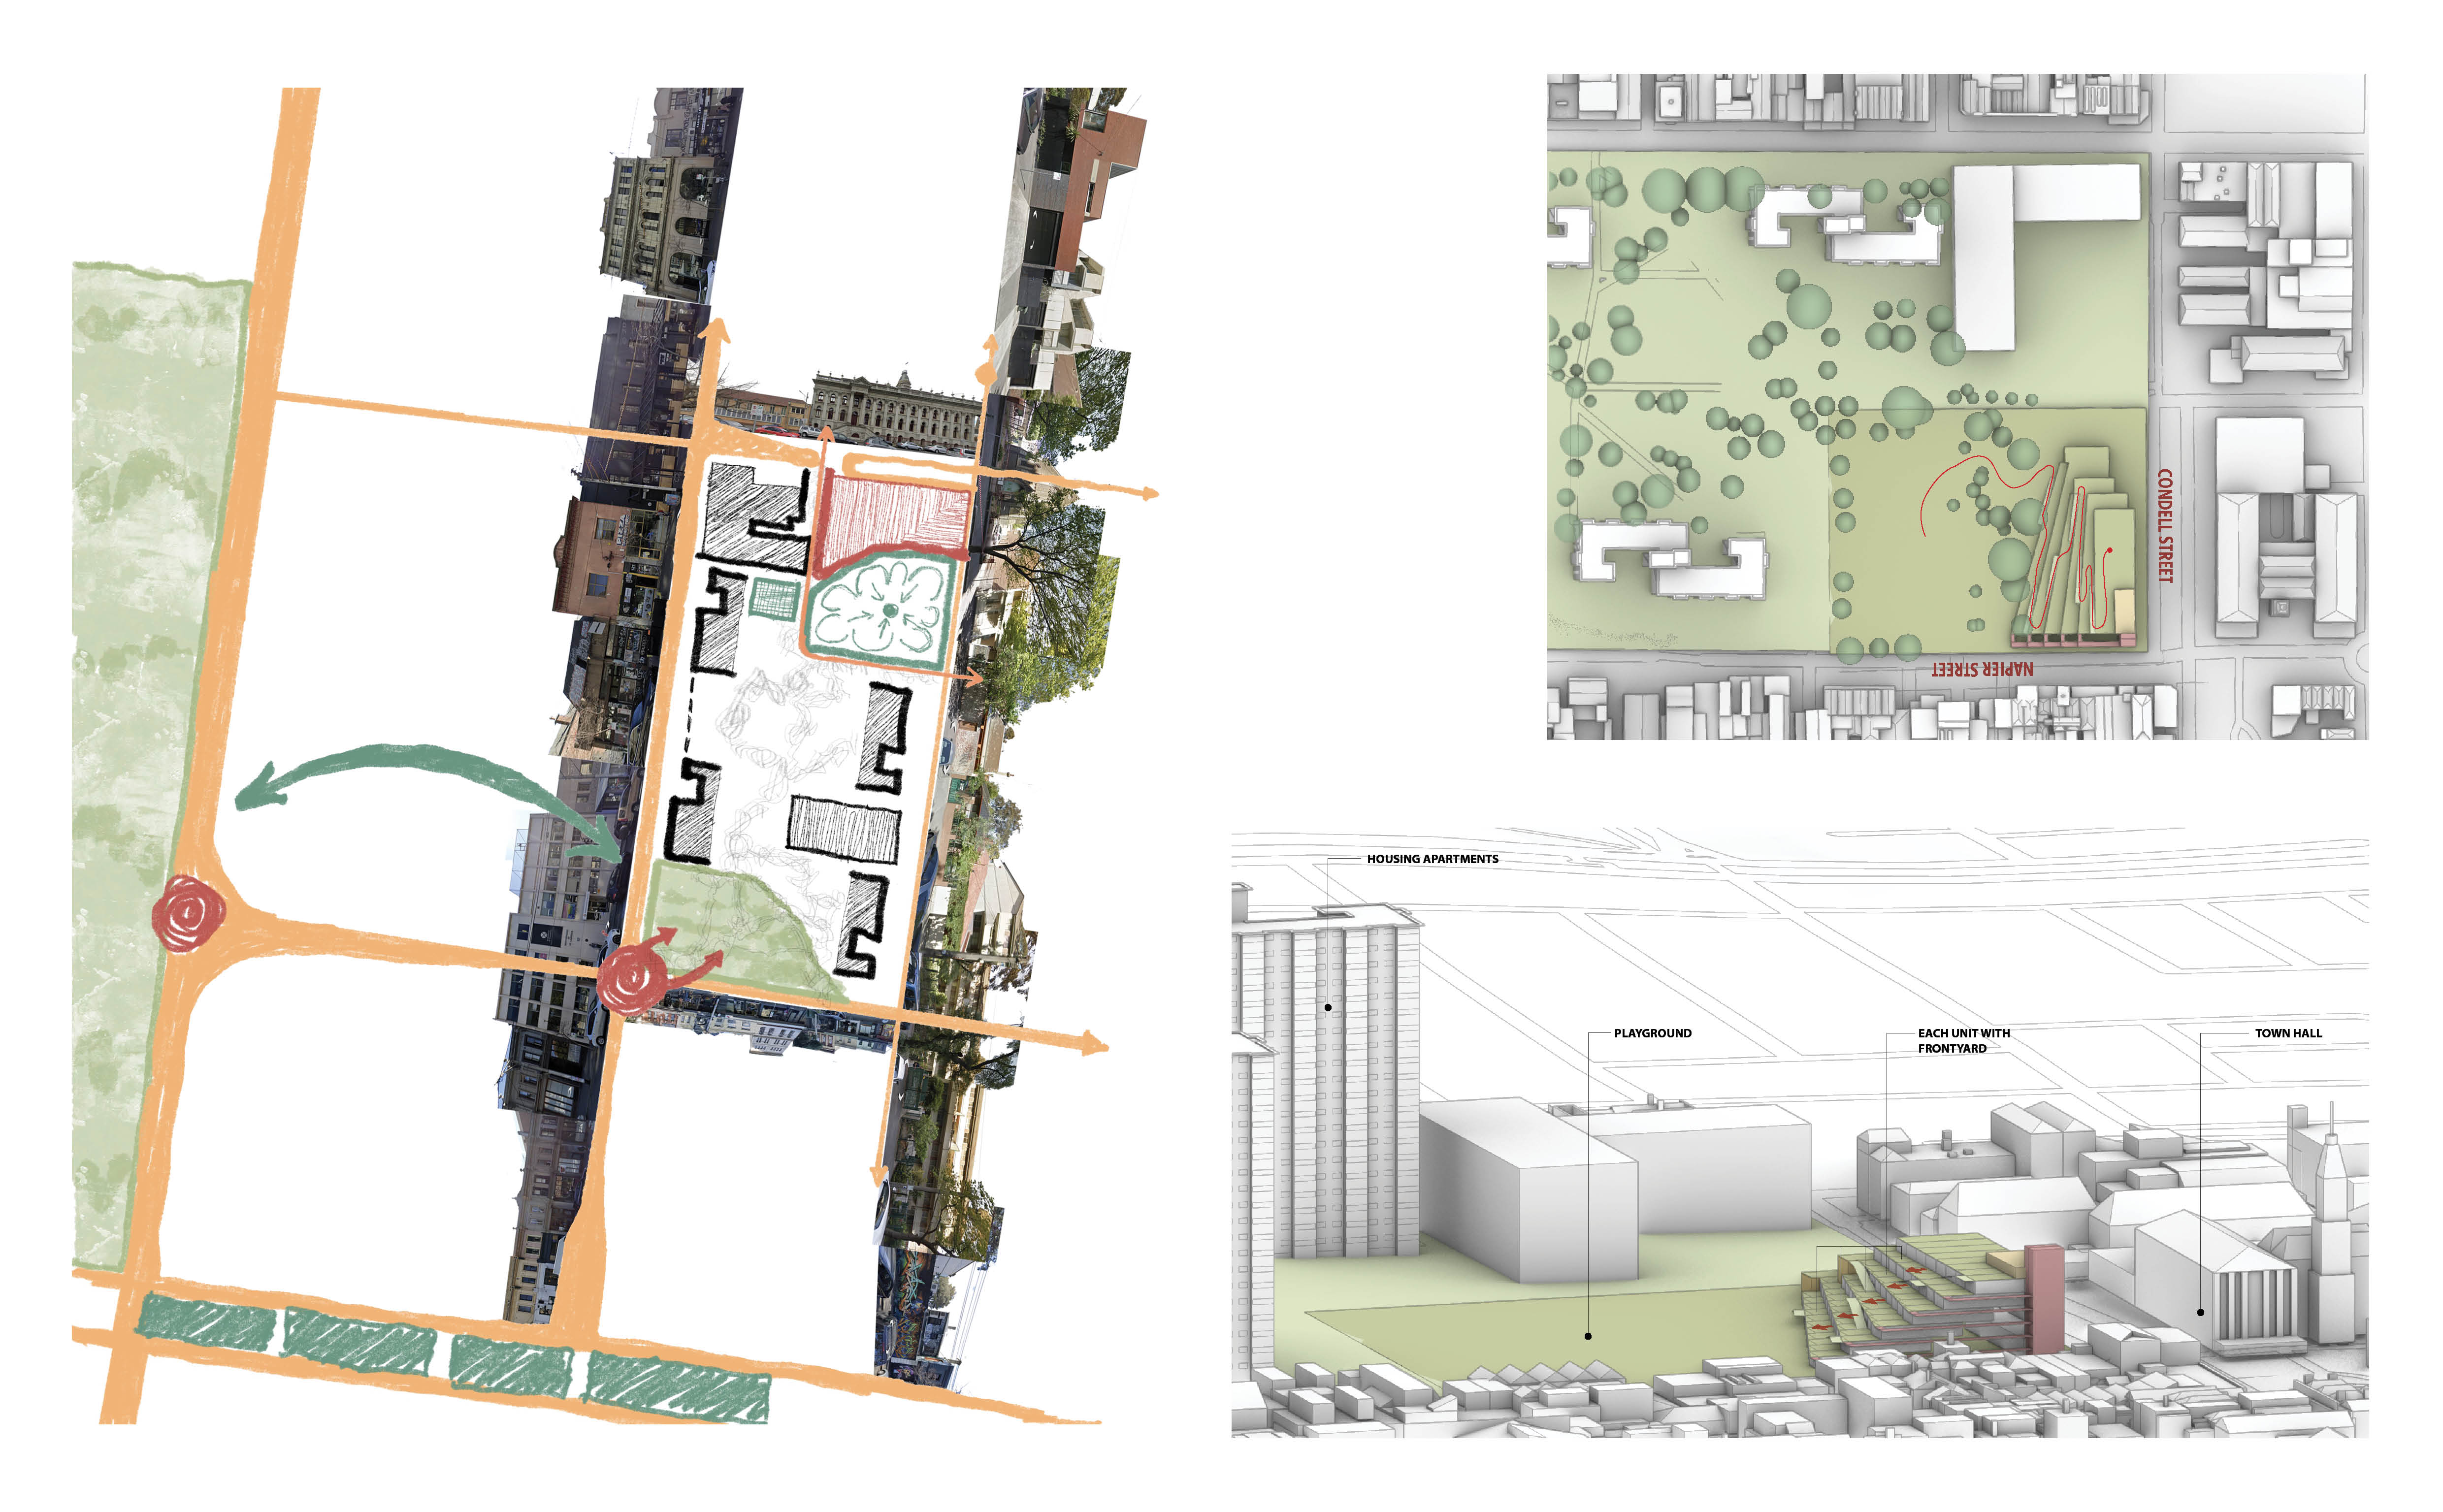 CONDELL STREET
NAPIER STREET
HOUSING APARTMENTS
PLAYGROUND
EACH UNIT WITH
FRONTYARD
TOWN HALL